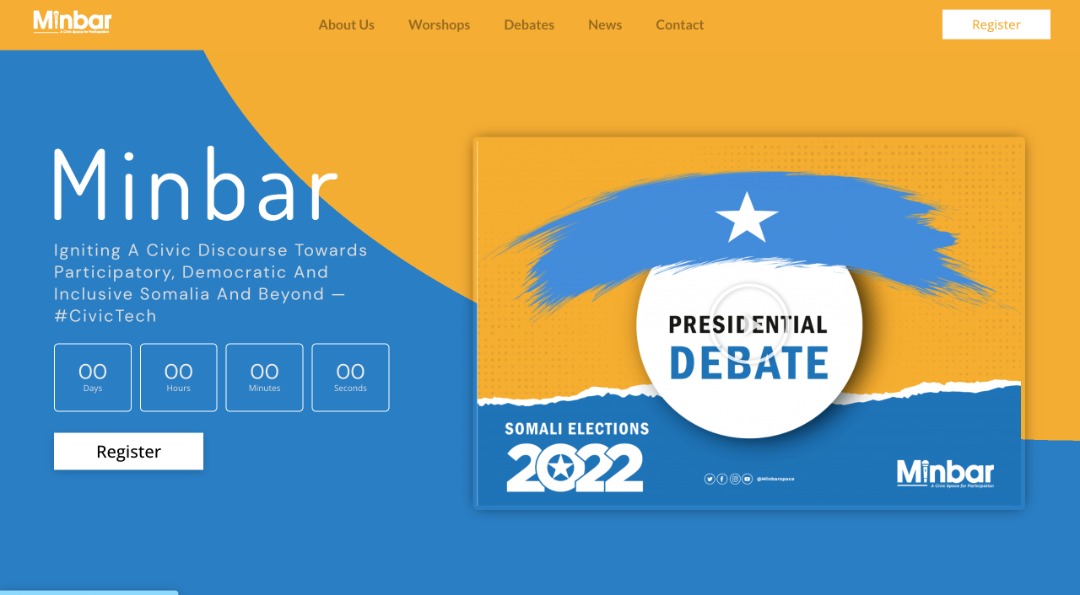 Minbar
A Civic Space for Participation
About Us
Worshops
Debates
News
Contact
Register
Minbar
Igniting A Civic Discourse Towards
Participatory, Democratic And
Inclusive Somalia And Beyond —
#CivicTech
00
Days
00
Hours
00
Minutes
00
Seconds
Register
PRESIDENTIAL
DEBATE
SOMALI ELECTIONS
2022
@Minbarspace
Minbar
A Civic Space for Participation